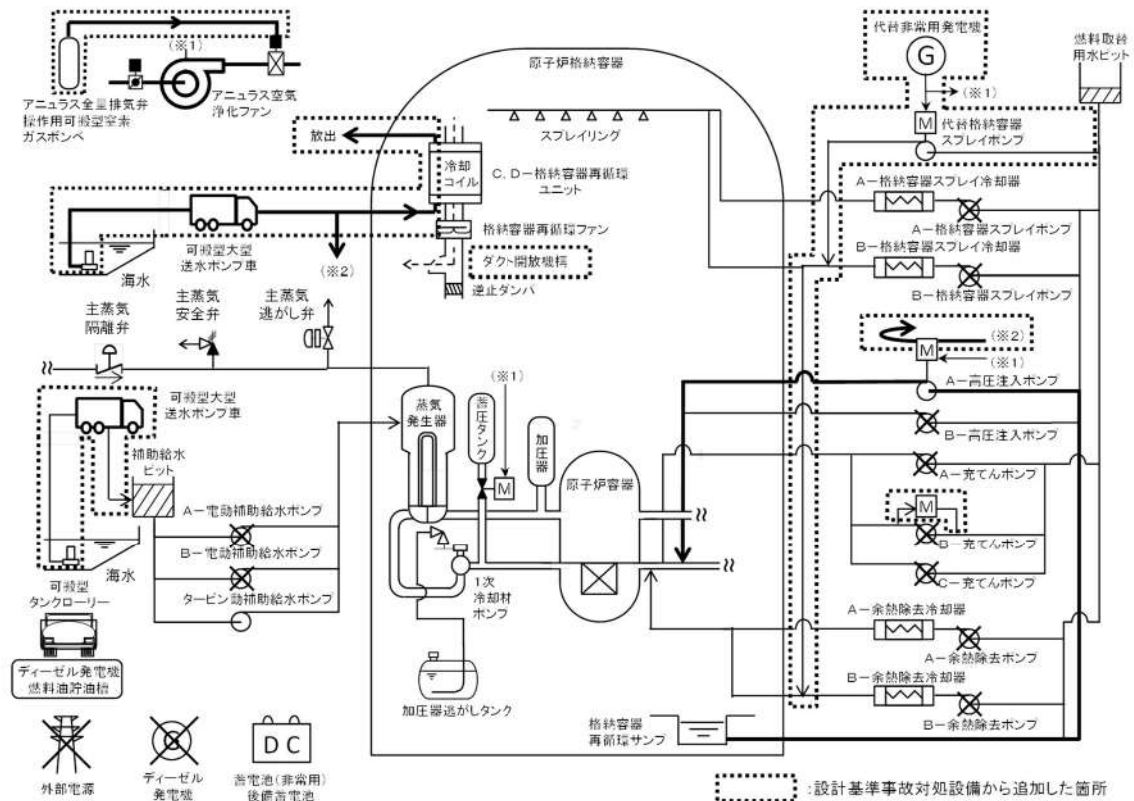 (※1)
アニュラス全量排気弁
操作用可搬型窒素
ガスボンベ
アニュラス空気
浄化ファン
原子炉格納容器
スプレイリング
放出
冷却
コイル
C,D-格納容器再循環
ユニット
格納容器再循環ファン
ダクト開放機構
逆止ダンパ
可搬型大型
送水ポンプ車
海水
(※2)
代替非常用発電機
G
(※1)
M
代替格納容器
スプレイポンプ
燃料取替
用水ピット
A-格納容器スプレイ冷却器
A-格納容器スプレイポンプ
B-格納容器スプレイ冷却器
B-格納容器スプレイポンプ
(※2)
M
(※1)
A-高圧注入ポンプ
B-高圧注入ポンプ
A-充てんポンプ
M
B-充てんポンプ
C-充てんポンプ
A-余熱除去冷却器
A-余熱除去ポンプ
B-余熱除去冷却器
B-余熱除去ポンプ
主蒸気
隔離弁
主蒸気
安全弁
主蒸気
逃がし弁
可搬型大型
送水ポンプ車
補助給水
ピット
A-電動補助給水ポンプ
B-電動補助給水ポンプ
タービン動補助給水ポンプ
海水
可搬型
タンクローリー
ディーゼル発電機
燃料油貯油槽
蒸気
発生器
蓄圧タンク
(※1)
M
加圧器
原子炉容器
1次
冷却材
ポンプ
加圧器逃がしタンク
格納容器
再循環サンプ
外部電源
G
ディーゼル
発電機
DC
蓄電池(非常用)
後備蓄電池
:設計基準事故対処設備から追加した箇所